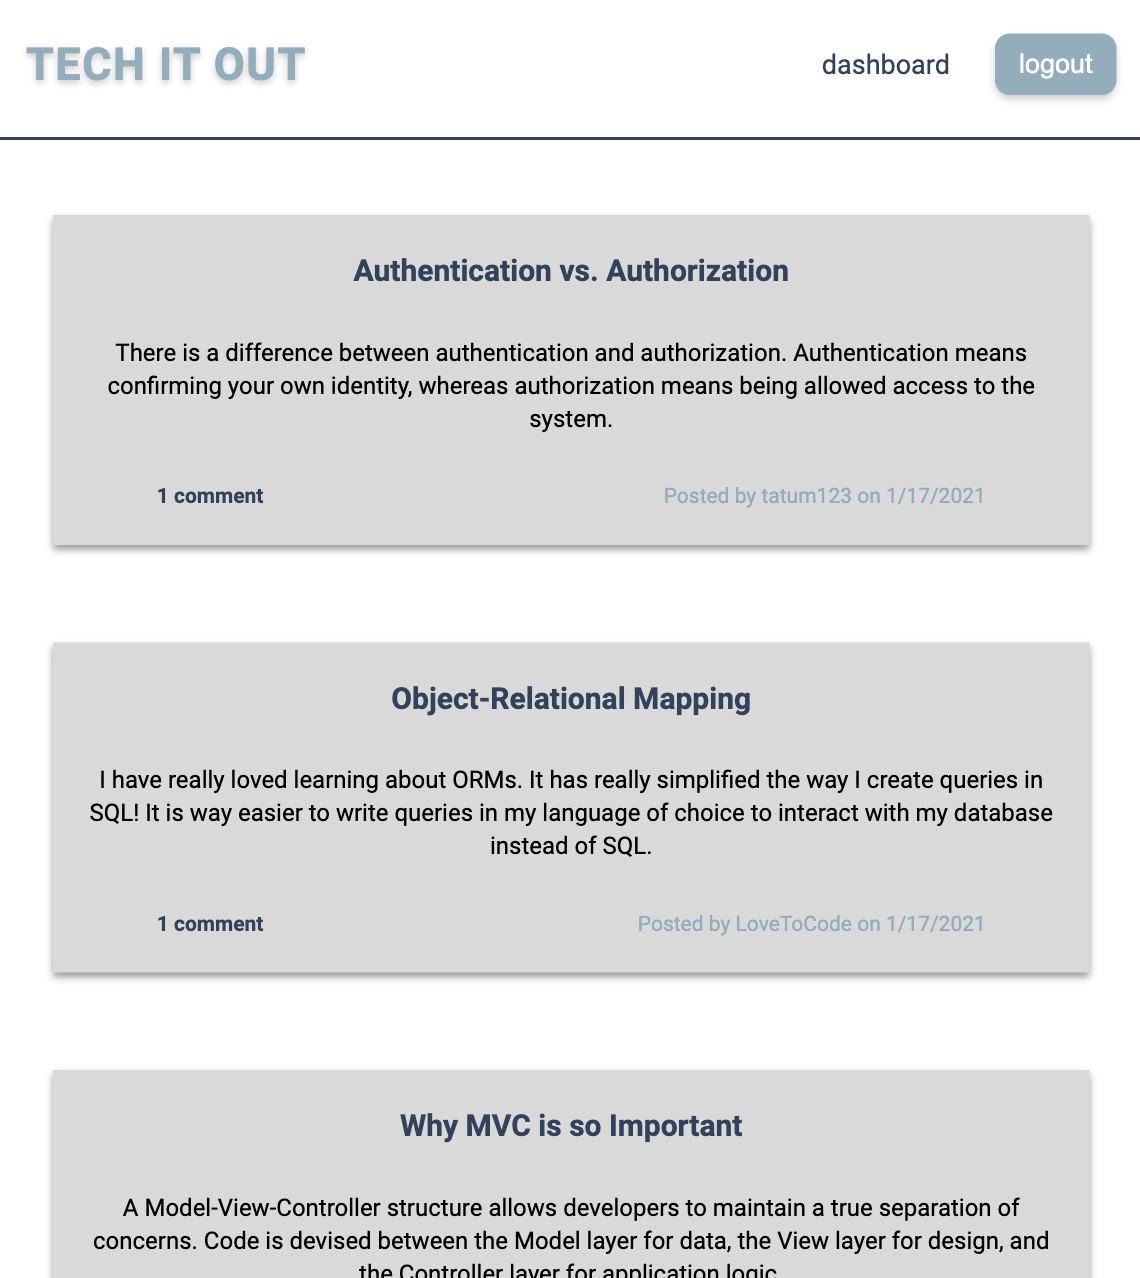 TECH IT OUT
dashboard
logout
Authentication vs. Authorization
There is a difference between authentication and authorization. Authentication means
confirming your own identity, whereas authorization means being allowed access to the
system.
1 comment
Posted by tatum123 on 1/17/2021
Object-Relational Mapping
I have really loved learning about ORMs. It has really simplified the way I create queries in
SQL! It is way easier to write queries in my language of choice to interact with my database
instead of SQL.
1 comment
Posted by LoveToCode on 1/17/2021
Why MVC is so Important
A Model-View-Controller structure allows developers to maintain a true separation of
concerns. Code is devised between the Model layer for data, the View layer for design, and
the Controller layer for application logic.